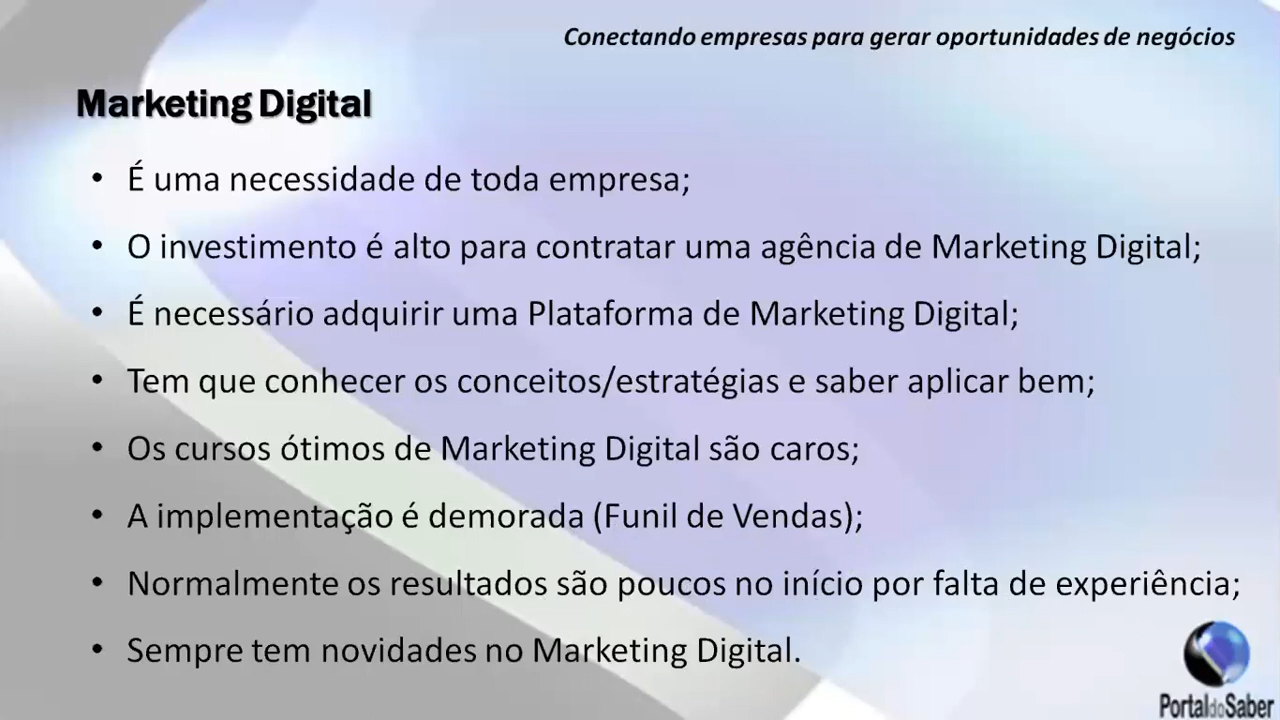 Conectando empresas para gerar oportunidades de negócios
Marketing Digital
• É uma necessidade de toda empresa;
• O investimento é alto para contratar uma agência de Marketing Digital;
• É necessário adquirir uma Plataforma de Marketing Digital;
• Tem que conhecer os conceitos/estratégias e saber aplicar bem;
• Os cursos ótimos de Marketing Digital são caros;
• A implementação é demorada (Funil de Vendas);
• Normalmente os resultados são poucos no início por falta de experiência;
• Sempre tem novidades no Marketing Digital.
PortaldoSaber